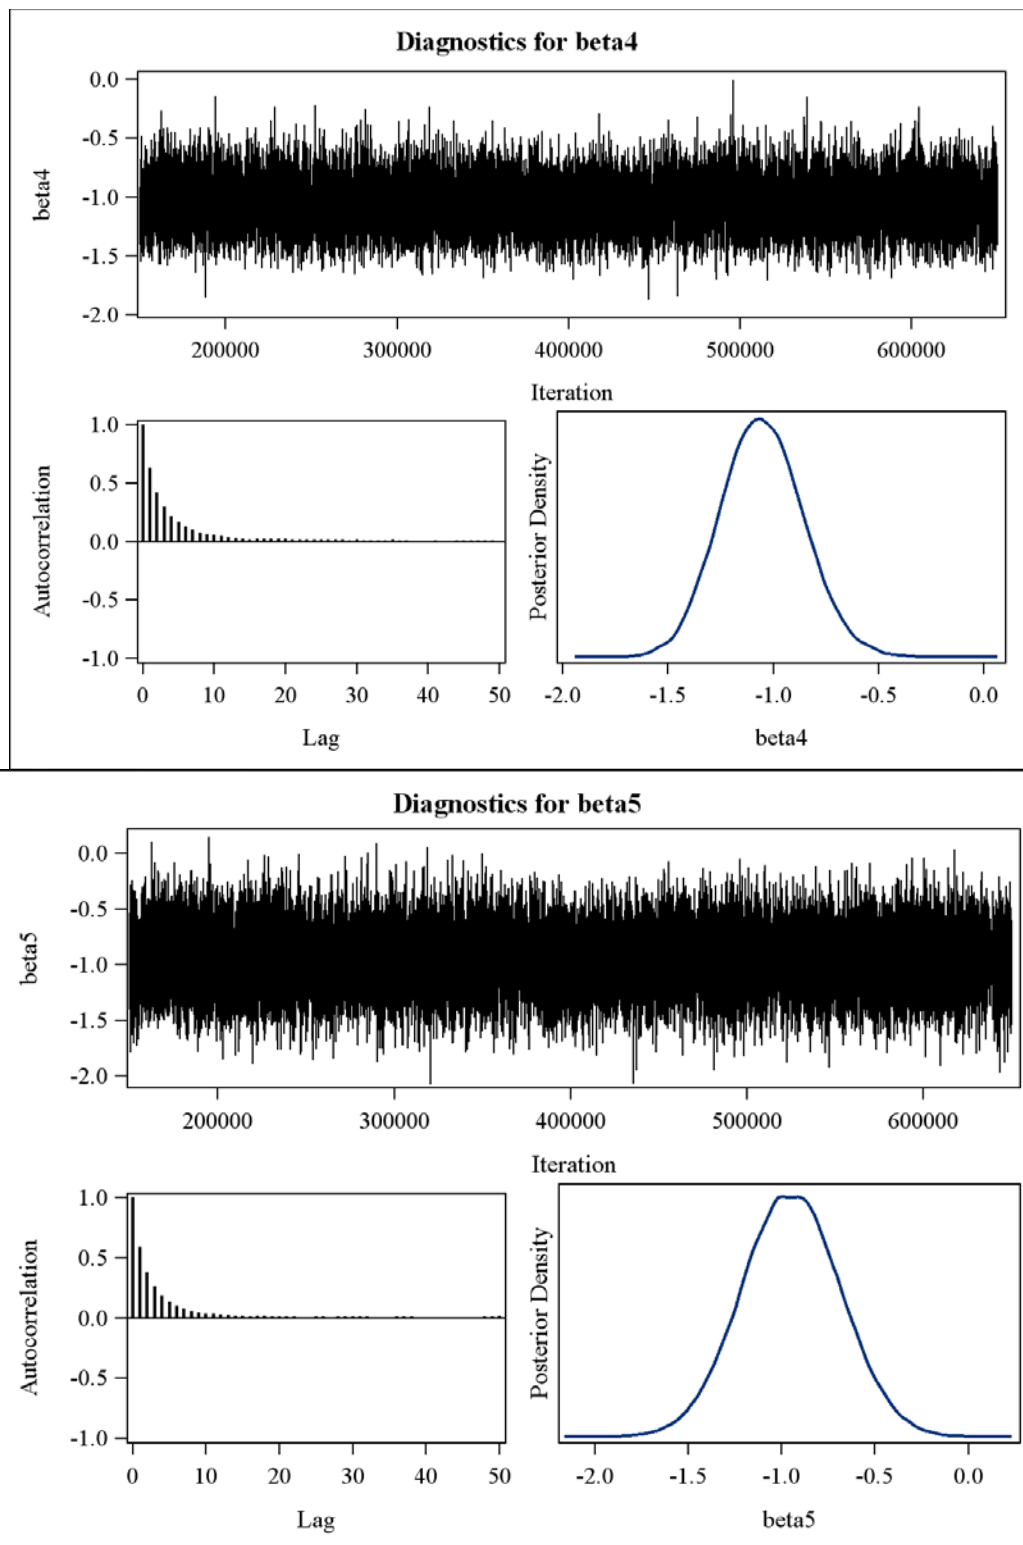 Diagnostics for beta4
0.0
-0.5
-1.0
-1.5
-2.0
beta4
200000 300000 400000 500000 600000
Iteration
1.0
0.5
0.0
-0.5
-1.0
Autocorrelation
0 10 20 30 40 50
Lag
Posterior Density
-2.0 -1.5 -1.0 -0.5 0.0
beta4
Diagnostics for beta5
0.0
-0.5
-1.0
-1.5
-2.0
beta5
200000 300000 400000 500000 600000
Iteration
1.0
0.5
0.0
-0.5
-1.0
Autocorrelation
0 10 20 30 40 50
Lag
Posterior Density
-2.0 -1.5 -1.0 -0.5 0.0
beta5